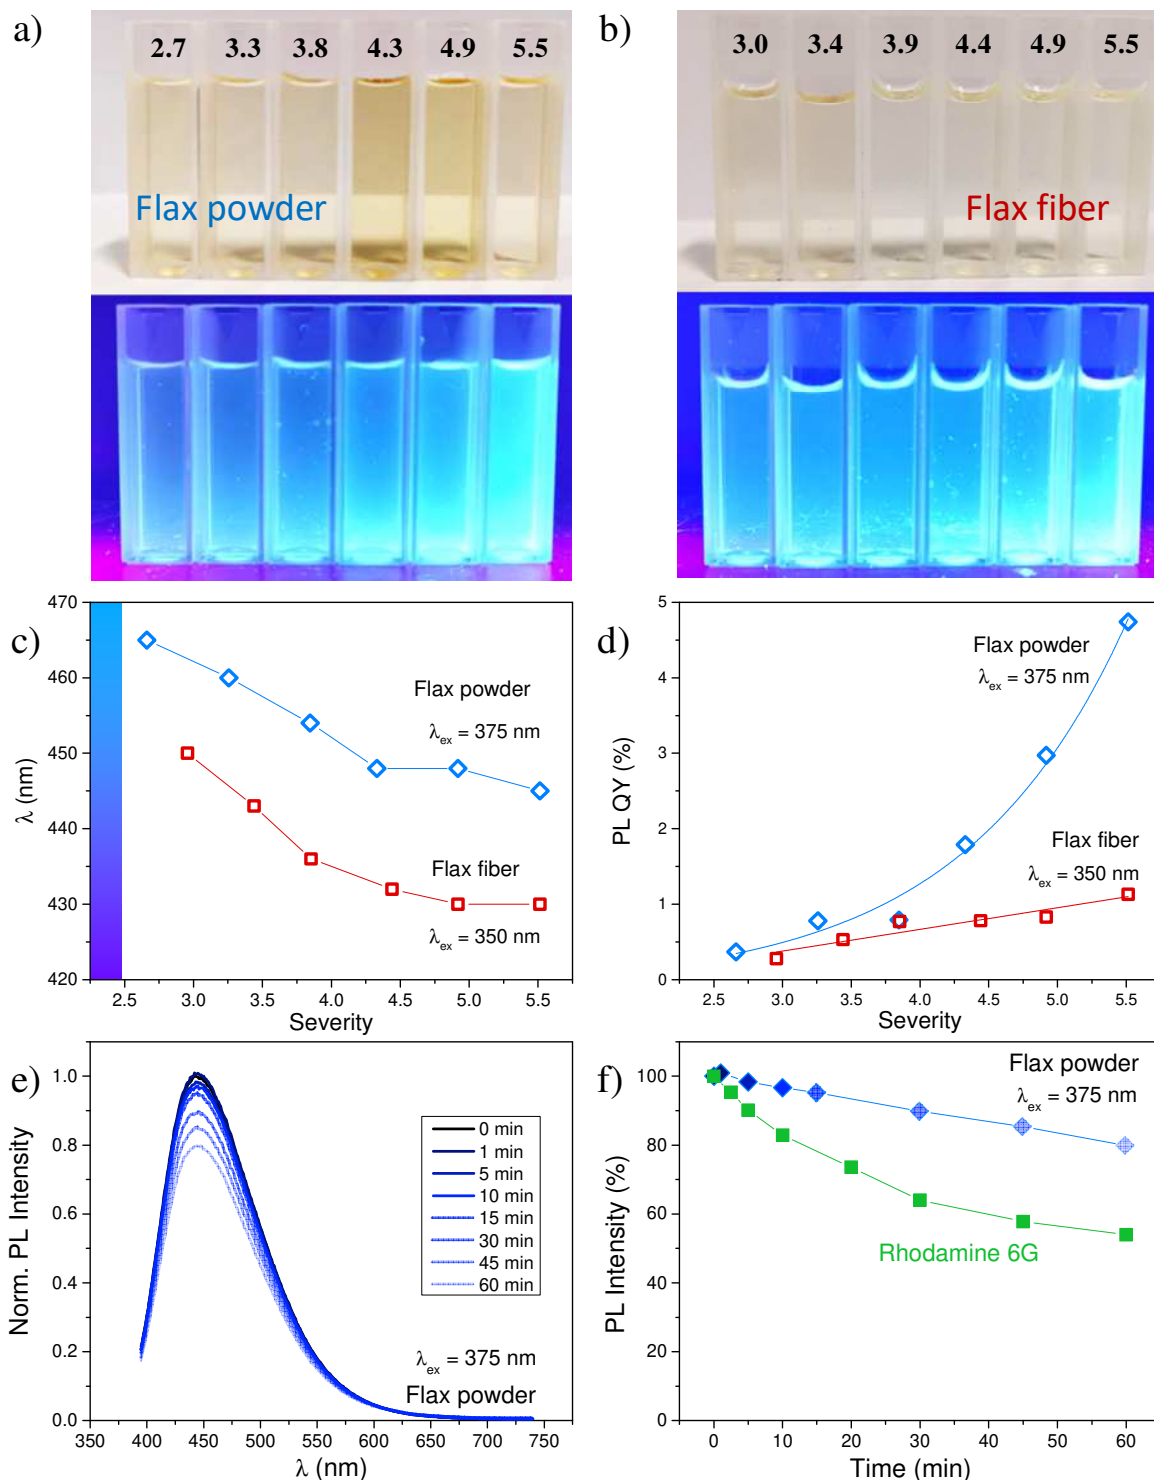 a)
2.7 3.3 3.8 4.3 4.9 5.5
Flax powder
b)
3.0 3.4 3.9 4.4 4.9 5.5
Flax fiber
c)
470
460
450
440
430
420
λ (nm)
Flax powder
λex = 375 nm
Flax fiber
λex = 350 nm
2.5 3.0 3.5 4.0 4.5 5.0 5.5
Severity
d)
5
4
3
2
1
0
PL QY (%)
Flax powder
λex = 375 nm
Flax fiber
λex = 350 nm
2.5 3.0 3.5 4.0 4.5 5.0 5.5
Severity
e)
1.0
0.8
0.6
0.4
0.2
0.0
Norm. PL Intensity
0 min
1 min
5 min
10 min
15 min
30 min
45 min
60 min
λex = 375 nm
Flax powder
350 400 450 500 550 600 650 700 750
λ (nm)
f)
100
80
60
40
20
0
PL Intensity (%)
Flax powder
λex = 375 nm
Rhodamine 6G
0 10 20 30 40 50 60
Time (min)